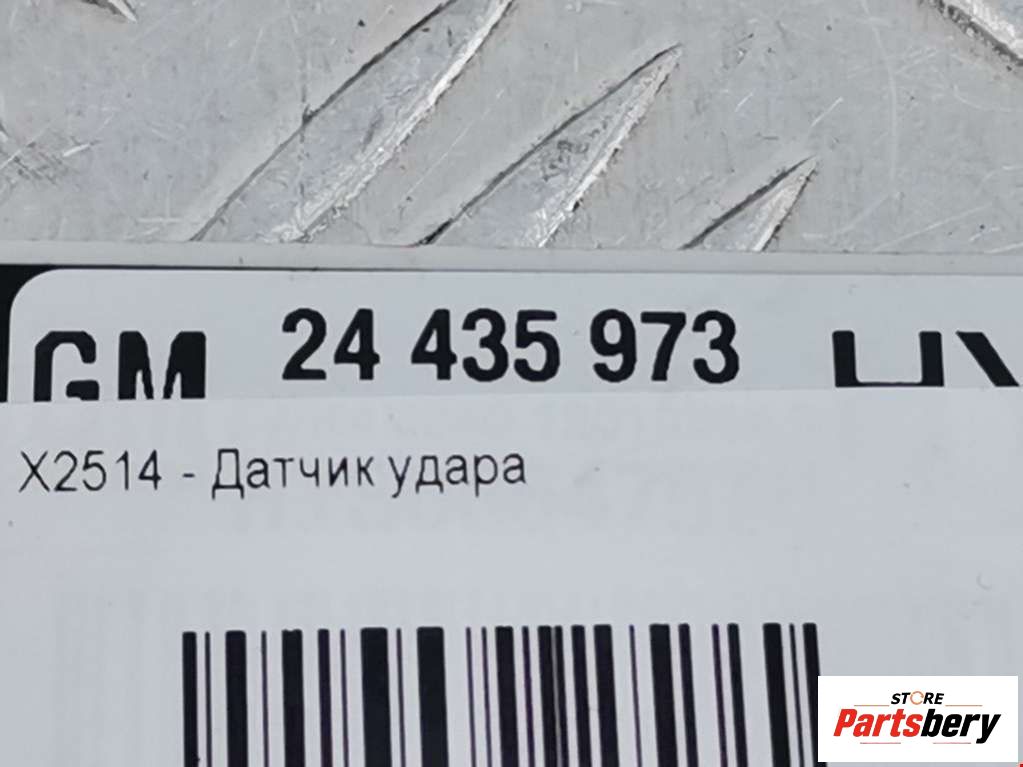 GM 24 435 973
X2514 - Датчик удара
STORE
Partsbery